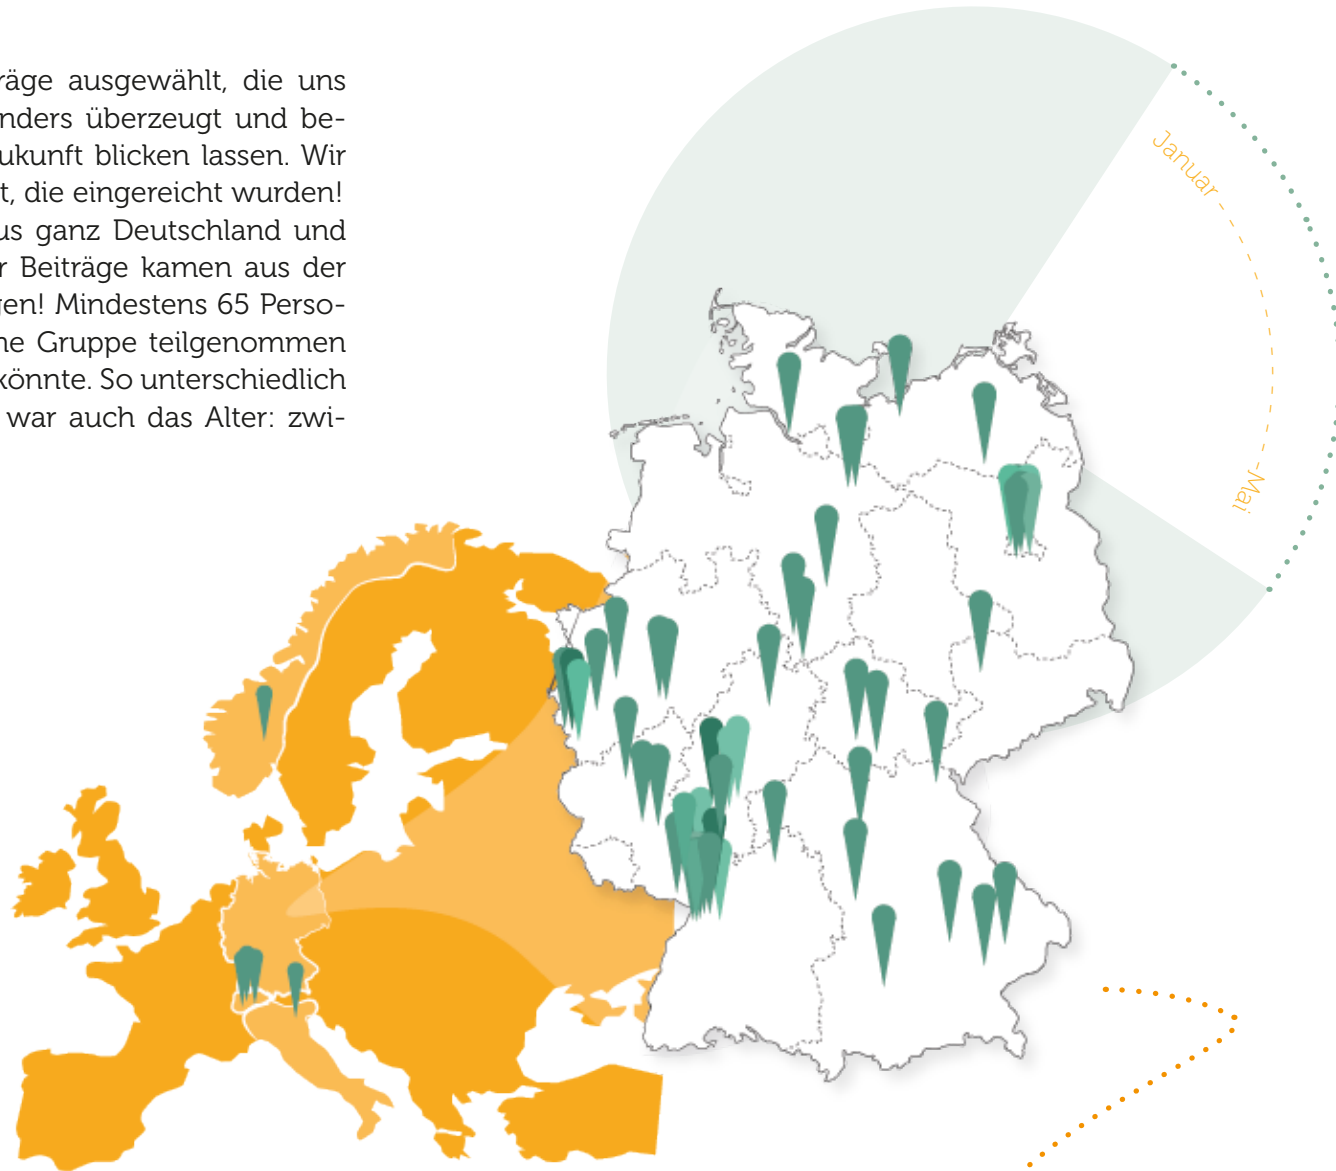 räge ausgewählt, die uns
nders überzeugt und be-
ukunft blicken lassen. Wir
t, die eingereicht wurden!
us ganz Deutschland und
r Beiträge kamen aus der
gen! Mindestens 65 Perso-
ne Gruppe teilgenommen
könnte. So unterschiedlich
war auch das Alter: zwi-
Januar
Mai